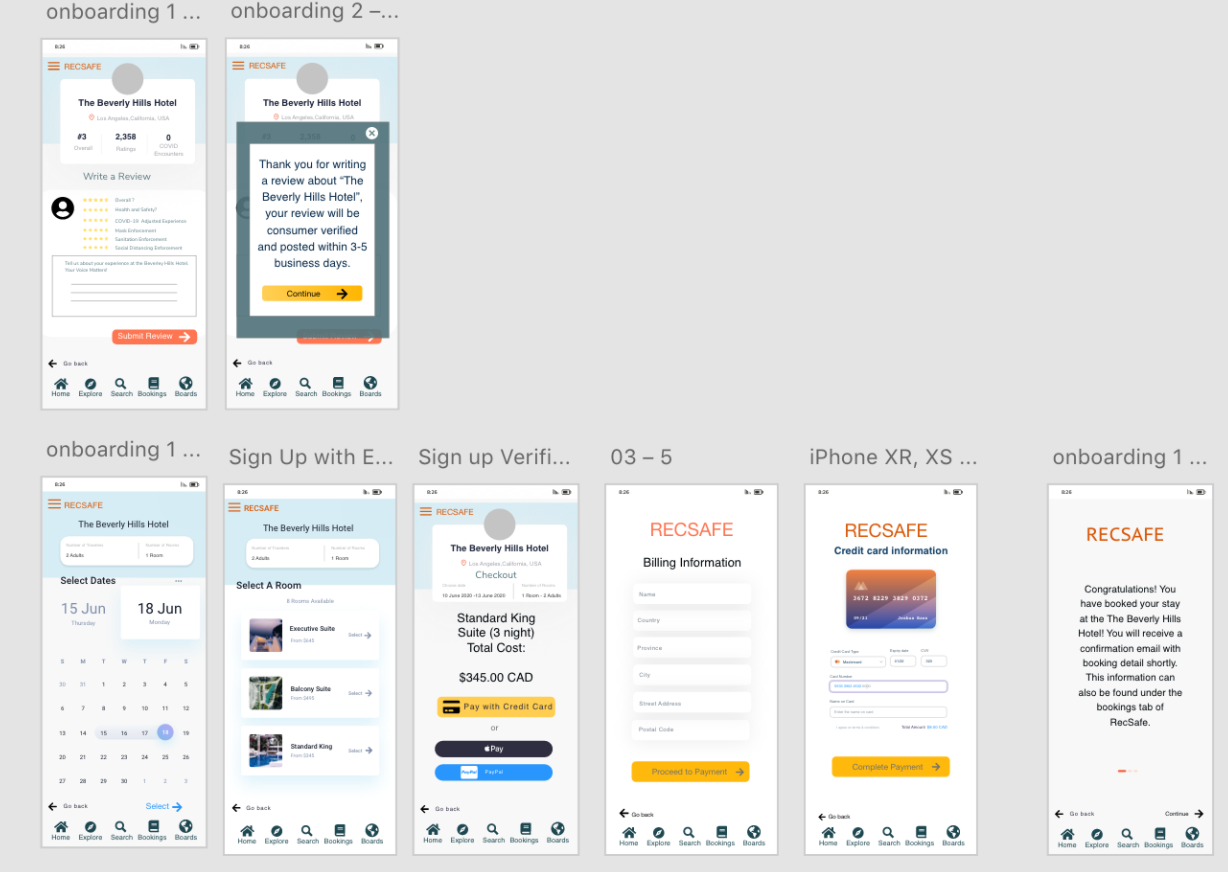 onboarding 1 ...
onboarding 2 –...
8:26
RECSAFE
The Beverly Hills Hotel
Los Angeles,California, USA
#3
2,358
0
Overall
Ratings
COVID
Encounters
Write a Review
Overall ?
Health and Safety?
COVID -19 Adjusted Experience
Mask Enforcement
Sanitation Enforcement
Social Distancing Enforcement
Tell us about your experience at the Beverley Hills Hotel.
Your Voice Matters!
Submit Review
Go back
Home
Explore
Search
Bookings
Boards
8:26
RECSAFE
The Beverly Hills Hotel
Los Angeles,California, USA
Thank you for writing
a review about “The
Beverly Hills Hotel”,
your review will be
consumer verified
and posted within 3-5
business days.
Continue
Submit Review
Go back
Home
Explore
Search
Bookings
Boards
onboarding 1 ...
Sign Up with E...
Sign up Verifi...
03 – 5
iPhone XR, XS ...
onboarding 1 ...
8:26
RECSAFE
The Beverly Hills Hotel
Number of Travelers
Number of Rooms
2 Adults
1 Room
Select Dates
15 Jun
Thursday
18 Jun
Monday
S M T W T F S
30 31 1 2 3 4 5
6 7 8 9 10 11 12
13 14 15 16 17 18 19
20 21 22 23 24 25 26
27 28 29 30 1 2 3
Go back
Select
Home
Explore
Search
Bookings
Boards
8:26
RECSAFE
The Beverly Hills Hotel
Number of Travelers
Number of Rooms
2 Adults
1 Room
Select A Room
8 Rooms Available
Executive Suite
From $645
Select
Balcony Suite
From $495
Select
Standard King
From $345
Select
Go back
Home
Explore
Search
Bookings
Boards
8:26
RECSAFE
The Beverly Hills Hotel
Los Angeles,California, USA
Checkout
Number of Rooms
1 Room - 2 Adults
Standard King
Suite (3 night)
Total Cost:
$345.00 CAD
Pay with Credit Card
or
Pay
PayPal
PayPal
Go back
Home
Explore
Search
Bookings
Boards
8:26
RECSAFE
Billing Information
Name
Country
Province
City
Street Address
Postal Code
Proceed to Payment
Go back
Home
Explore
Search
Bookings
Boards
8:26
RECSAFE
Credit card information
3472 8229 3829 0372
09/21
Credit Card Type
Expiry date
CVV
Mastercard
Card Number
Name on Card
Enter the name on card
Total Amount
Complete Payment
Go back
Home
Explore
Search
Bookings
Boards
8:26
RECSAFE
Congratulations! You
have booked your stay
at the The Beverly Hills
Hotel! You will receive a
confirmation email with
booking detail shortly.
This information can
also be found under the
bookings tab of
RecSafe.
Go back
Continue
Home
Explore
Search
Bookings
Boards